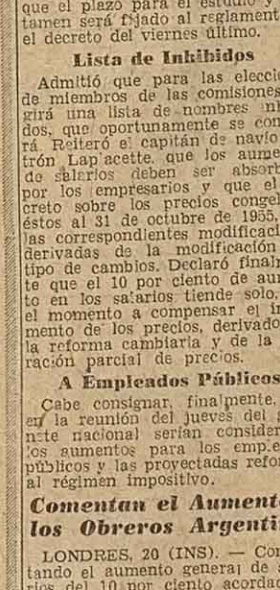 que el plazo para el estudio y
tamen será fijado al reglament
el decreto del viernes último.
Lista de Inhibidos
Admitió que para las elecci
de miembros de las comisiones
girá una lista de nombres in
dos, que oportunamente se con
rá. Reiteró el capitán de navío
trón Laplacette, que los aume
de salarios deben ser absorb
por los empresarios y que el
creto sobre los precios congel
éstos al 31 de octubre de 1955,
las correspondientes modificaci
derivadas de la modificación
tipo de cambios. Declaró final
te que el 10 por ciento de au
to en los salarios tiende solo,
el momento a compensar el i
mento de los precios, derivado
la reforma cambiaria y de la
ración parcial de precios.
A Empleados Públicos
Cabe consignar, finalmente,
en la reunión del jueves del
nete nacional serían consider
los aumentos para los emple
públicos y las proyectadas refo
al régimen impositivo.
Comentan el Aument
los Obreros Argenti
LONDRES, 20 (INS). — Co
tando el aumento general de
rios del 10 por ciento acorda